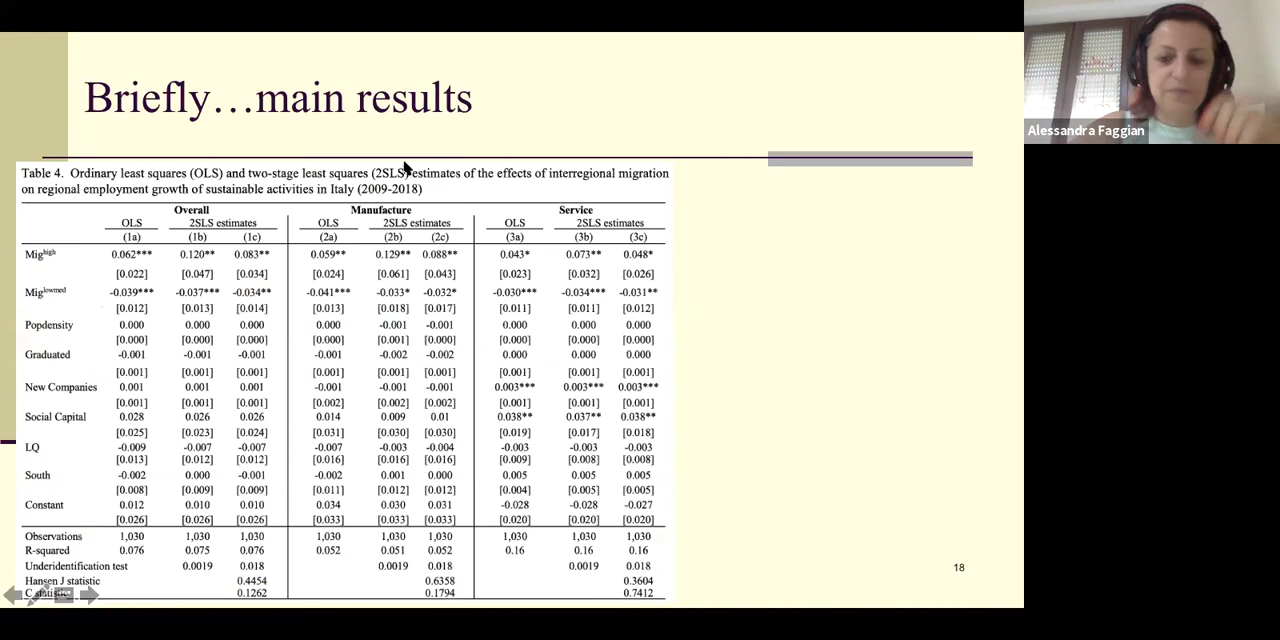 Briefly…main results
Alessandra Faggian
Table 4. Ordinary least squares (OLS) and two-stage least squares (2SLS) estimates of the effects of interregional migration
on regional employment growth of sustainable activities in Italy (2009-2018)
Overall Manufacture Service
OLS 2SLS estimates OLS 2SLS estimates OLS 2SLS estimates
(1a) (1b) (1c) (2a) (2b) (2c) (3a) (3b) (3c)
Mig^high 0.062*** 0.120** 0.083** 0.059** 0.129** 0.088** 0.043* 0.073** 0.048*
[0.022] [0.047] [0.034] [0.024] [0.061] [0.043] [0.023] [0.032] [0.026]
Mig^lowmed -0.039*** -0.037*** -0.034** -0.041*** -0.033* -0.032* -0.030*** -0.034*** -0.031**
[0.012] [0.013] [0.014] [0.013] [0.018] [0.017] [0.011] [0.011] [0.012]
Popdensity 0.000 0.000 0.000 0.000 -0.001 -0.001 0.000 0.000 0.000
[0.000] [0.000] [0.000] [0.000] [0.001] [0.000] [0.000] [0.000] [0.000]
Graduated -0.001 -0.001 -0.001 -0.001 -0.002 -0.002 0.000 0.000 0.000
[0.001] [0.001] [0.001] [0.001] [0.001] [0.001] [0.001] [0.001] [0.001]
New Companies 0.001 0.001 0.001 -0.001 -0.001 -0.001 0.003*** 0.003*** 0.003***
[0.001] [0.001] [0.001] [0.002] [0.002] [0.002] [0.001] [0.001] [0.001]
Social Capital 0.028 0.026 0.026 0.014 0.009 0.01 0.038** 0.037** 0.038**
[0.025] [0.023] [0.024] [0.031] [0.030] [0.030] [0.019] [0.017] [0.018]
LQ -0.009 -0.007 -0.007 -0.007 -0.003 -0.004 -0.003 -0.003 -0.003
[0.013] [0.012] [0.012] [0.016] [0.016] [0.016] [0.009] [0.008] [0.008]
South -0.002 0.000 -0.001 -0.002 0.001 0.000 0.005 0.005 0.005
[0.008] [0.009] [0.009] [0.011] [0.012] [0.012] [0.004] [0.005] [0.005]
Constant 0.012 0.010 0.010 0.034 0.030 0.031 -0.028 -0.028 -0.027
[0.026] [0.026] [0.026] [0.033] [0.033] [0.033] [0.020] [0.020] [0.020]
Observations 1,030 1,030 1,030 1,030 1,030 1,030 1,030 1,030 1,030
R-squared 0.076 0.075 0.076 0.052 0.051 0.052 0.16 0.16 0.16
Underidentification test 0.0019 0.018 0.0019 0.018 0.0019 0.018
Hansen J statistic 0.4454 0.6358 0.3604
C statistic 0.1262 0.1794 0.7412
18